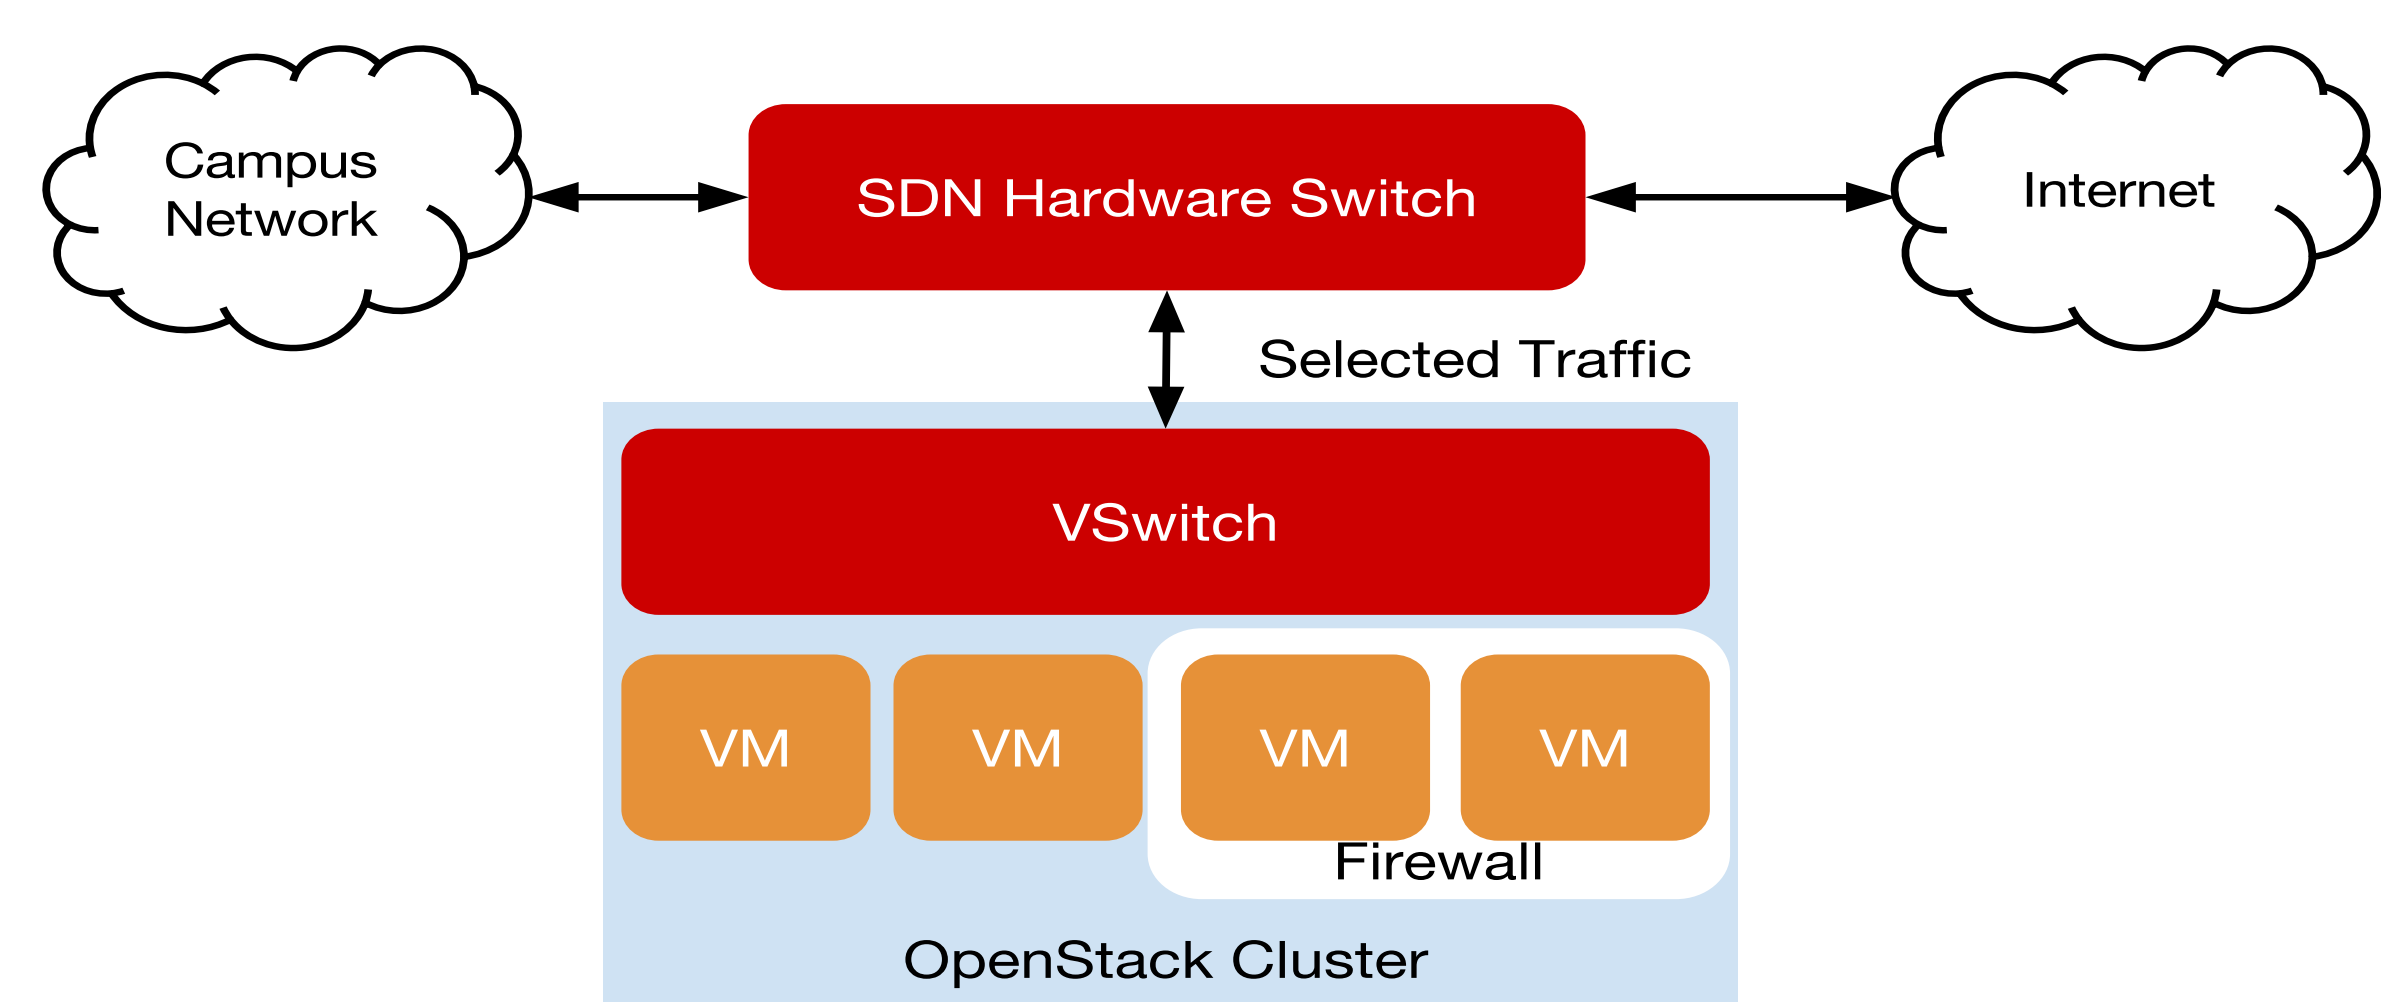 Campus
Network
SDN Hardware Switch
Internet
Selected Traffic
VSwitch
VM
VM
VM
VM
Firewall
OpenStack Cluster